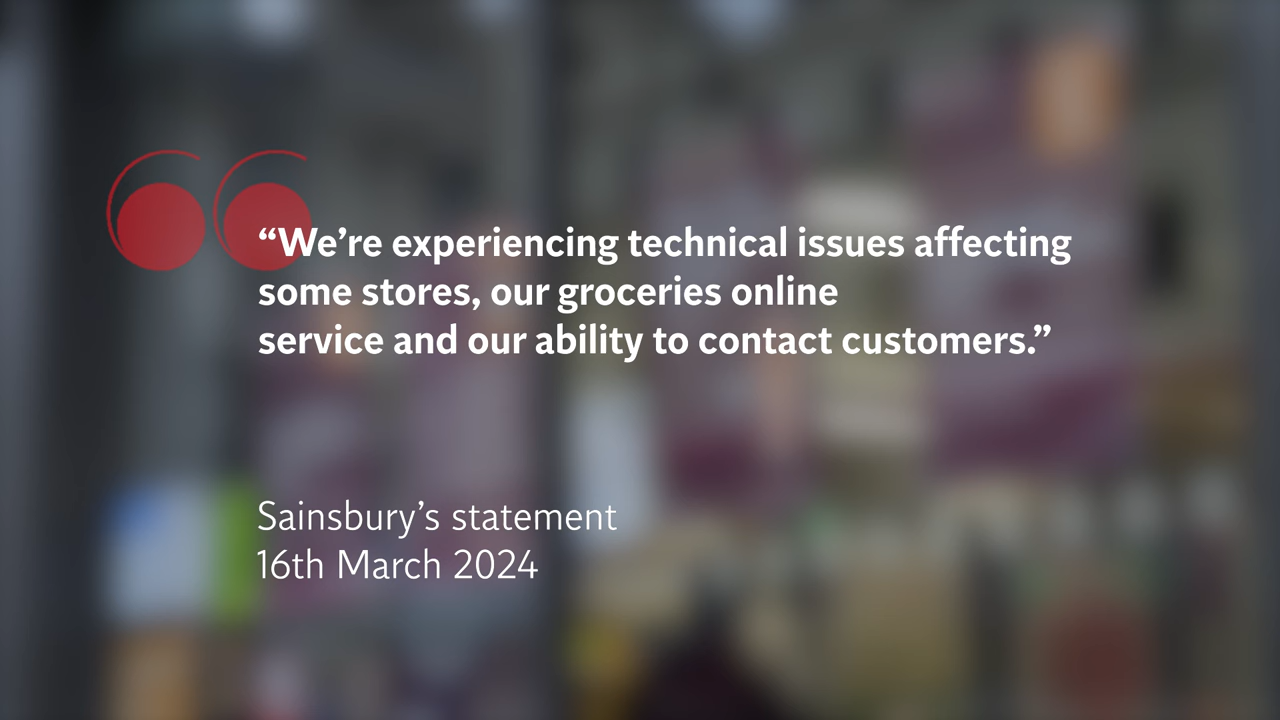 “We’re experiencing technical issues affecting
some stores, our groceries online
service and our ability to contact customers.”
Sainsbury’s statement
16th March 2024